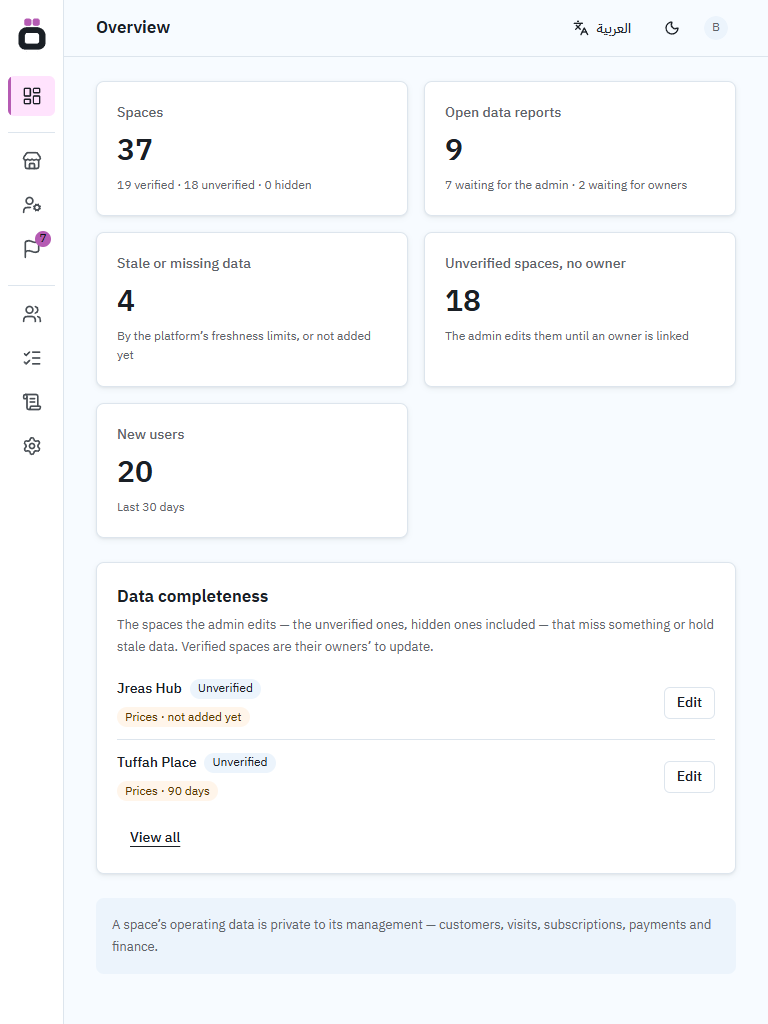 Overview
العربية
B
7
Spaces
37
19 verified · 18 unverified · 0 hidden
Open data reports
9
7 waiting for the admin · 2 waiting for owners
Stale or missing data
4
By the platform’s freshness limits, or not added
yet
Unverified spaces, no owner
18
The admin edits them until an owner is linked
New users
20
Last 30 days
Data completeness
The spaces the admin edits — the unverified ones, hidden ones included — that miss something or hold
stale data. Verified spaces are their owners’ to update.
Jreas Hub Unverified
Prices · not added yet
Edit
Tuffah Place Unverified
Prices · 90 days
Edit
View all
A space’s operating data is private to its management — customers, visits, subscriptions, payments and
finance.